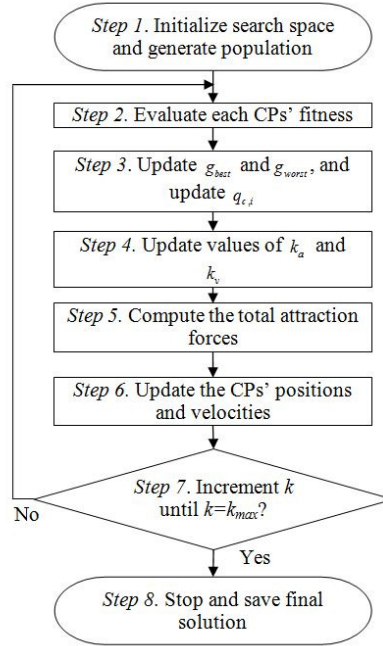 Step 1. Initialize search space
and generate population
Step 2. Evaluate each CPs' fitness
Step 3. Update g_best and g_worst, and
update q_c,i
Step 4. Update values of k_a and
k_v
Step 5. Compute the total attraction
forces
Step 6. Update the CPs' positions
and velocities
Step 7. Increment k
until k=k_max?
No
Yes
Step 8. Stop and save final
solution